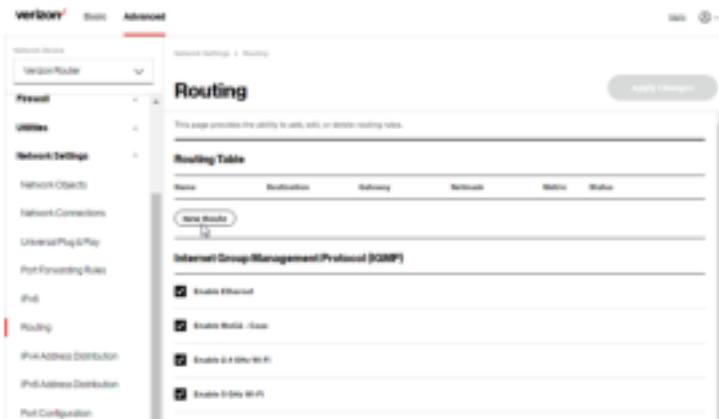 verizon
Basic Advanced
Network Device
Network Settings > Routing
Verizon Router
Routing
Apply Changes
Firewall
This page provides the ability to add, edit, or delete routing rules.
Utilities
Network Settings
Routing Table
Network Objects
Name Destination Gateway Netmask Metric Status
Network Connections
New Route
Universal Plug & Play
Internet Group Management Protocol (IGMP)
Port Forwarding Rules
Enable Ethernet
IPv6
Routing
Enable MoCA - Coax
IPv4 Address Distribution
Enable 2.4 GHz Wi-Fi
IPv6 Address Distribution
Enable 5 GHz Wi-Fi
Port Configuration